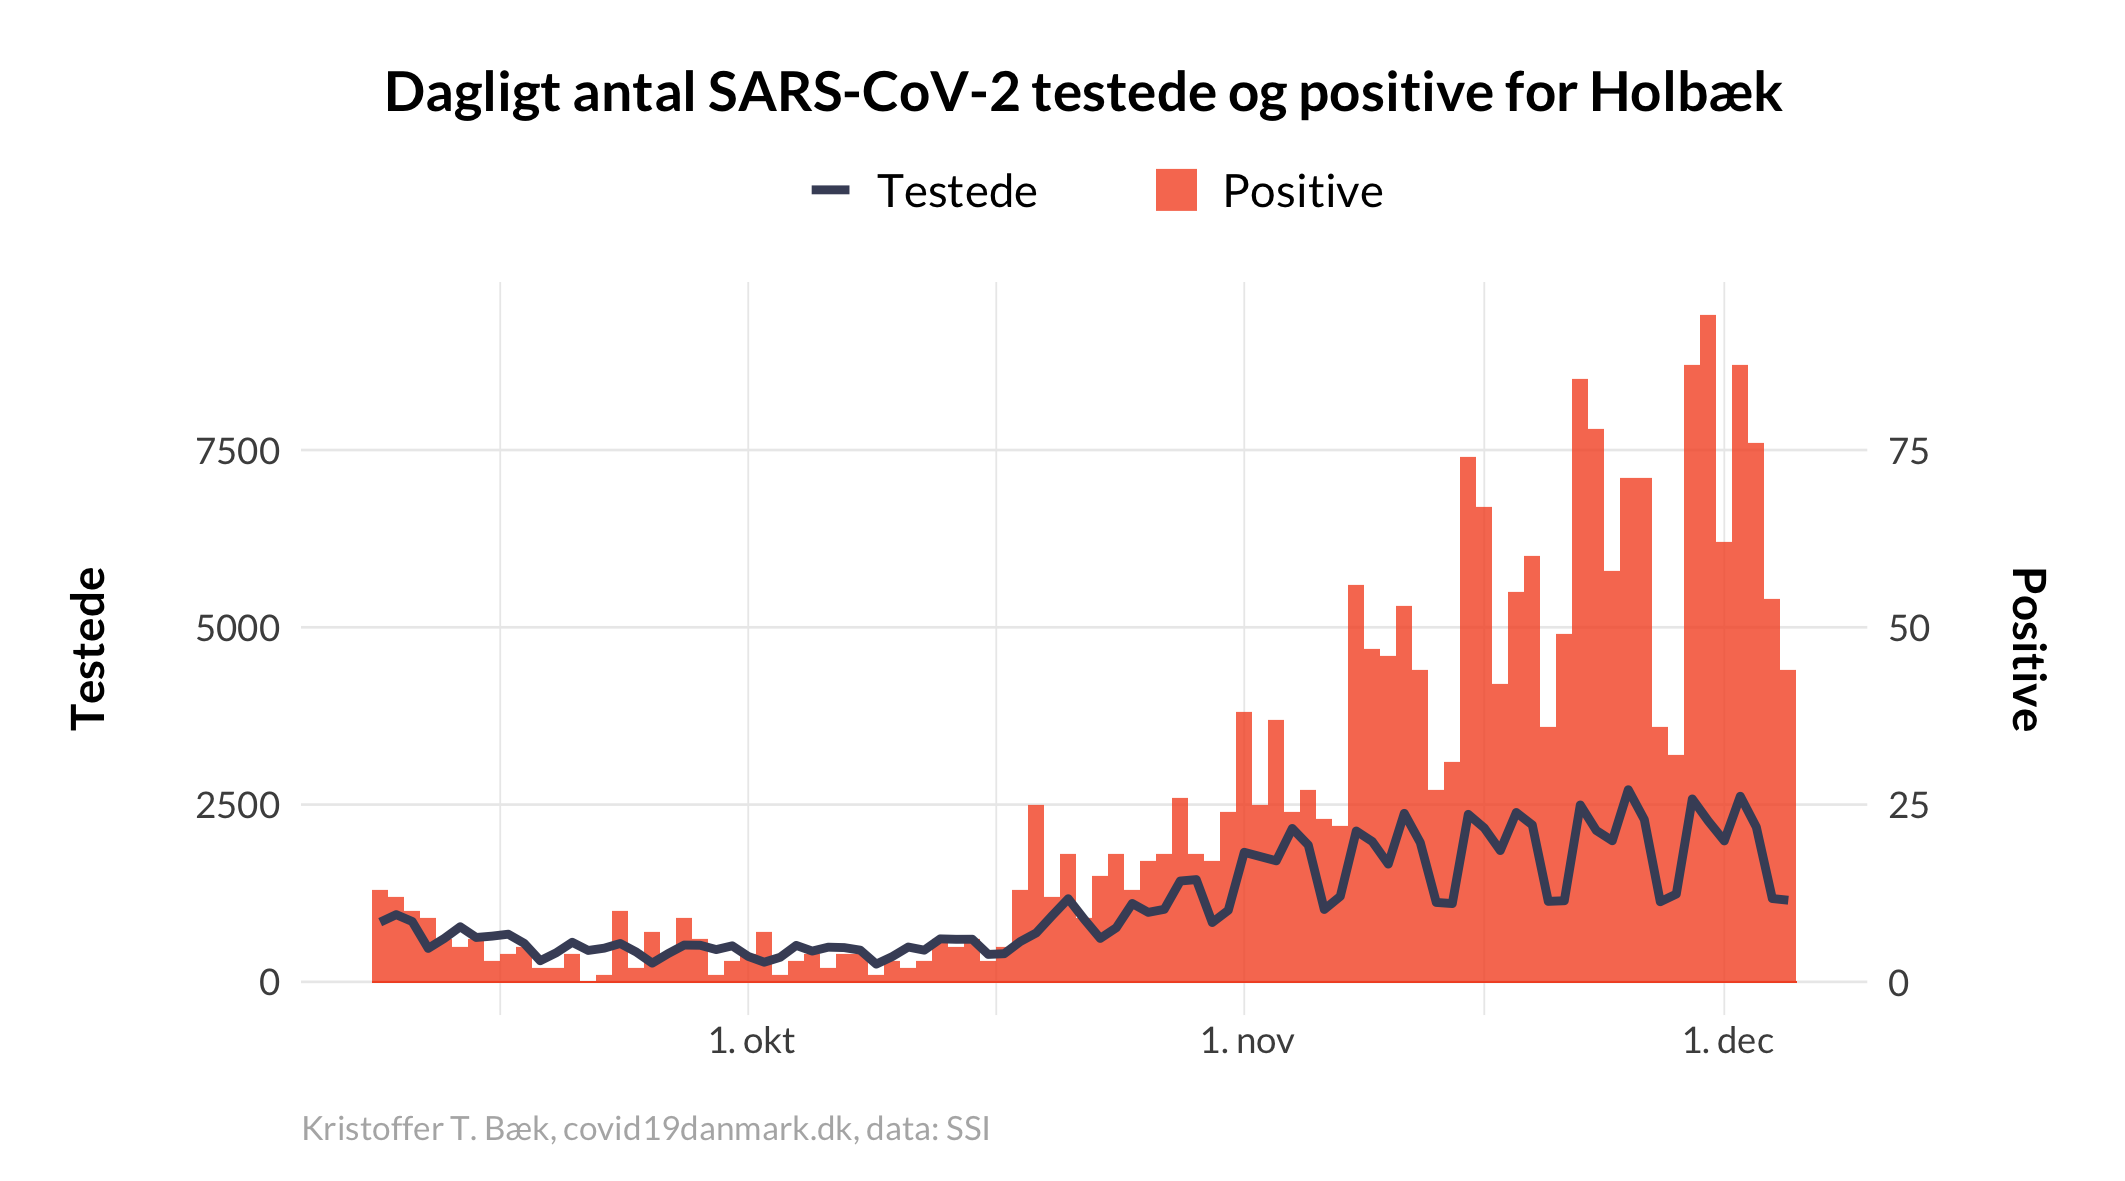 Dagligt antal SARS-CoV-2 testede og positive for Holbæk
Testede
Positive
7500
5000
2500
0
75
50
25
0
Testede
Positive
1. okt
1. nov
1. dec
Kristoffer T. Bæk, covid19danmark.dk, data: SSI